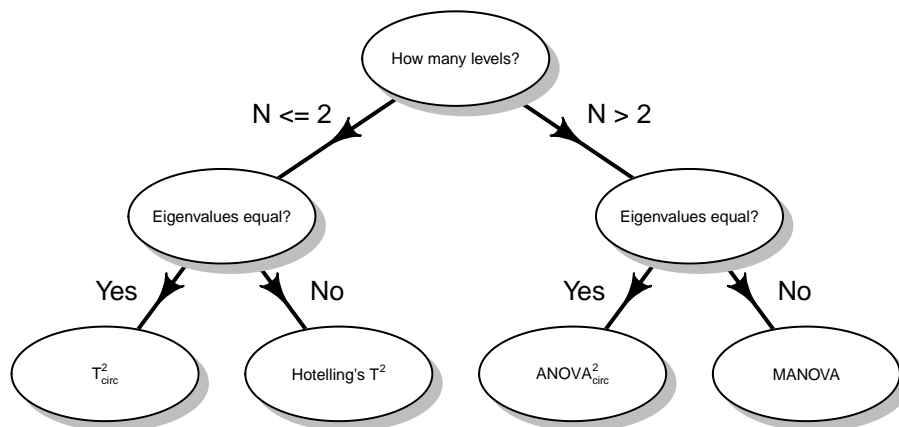 How many levels?
N <= 2
N > 2
Eigenvalues equal?
Eigenvalues equal?
Yes
No
Yes
No
T²circ
Hotelling's T²
ANOVA²circ
MANOVA